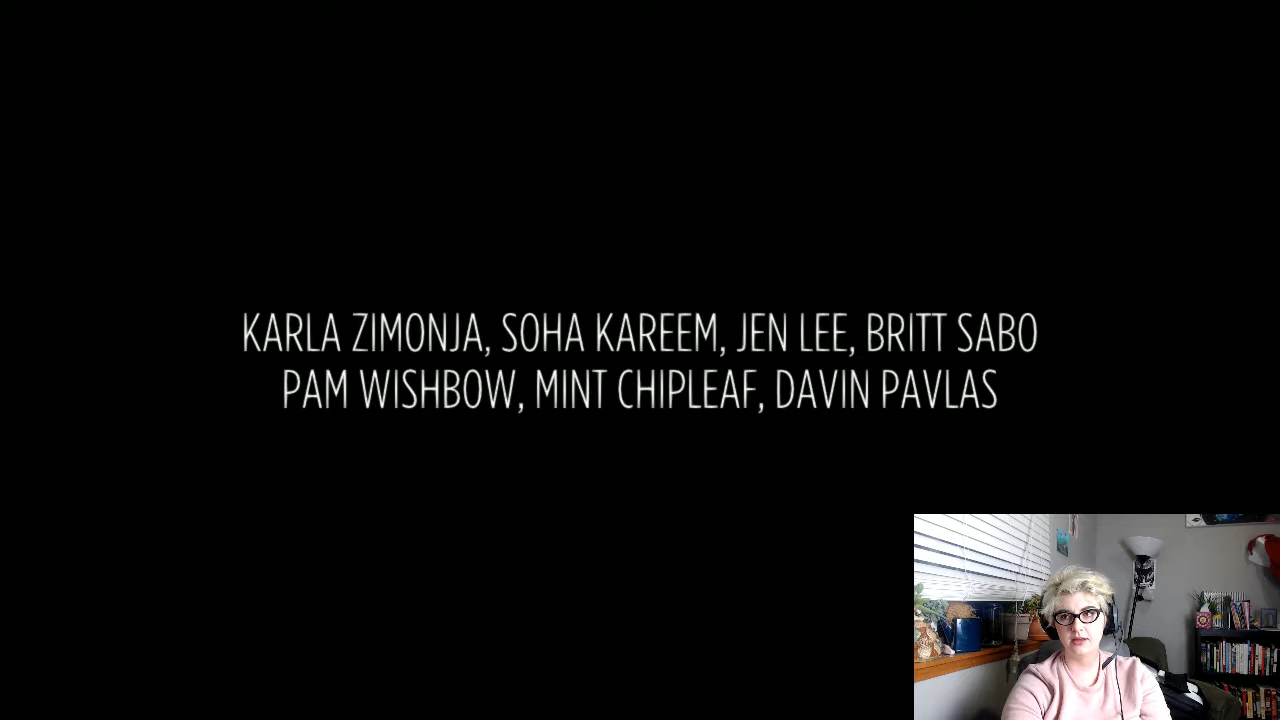 KARLA ZIMONJA, SOHA KAREEM, JEN LEE, BRITT SABO
PAM WISHBOW, MINT CHIPLEAF, DAVIN PAVLAS